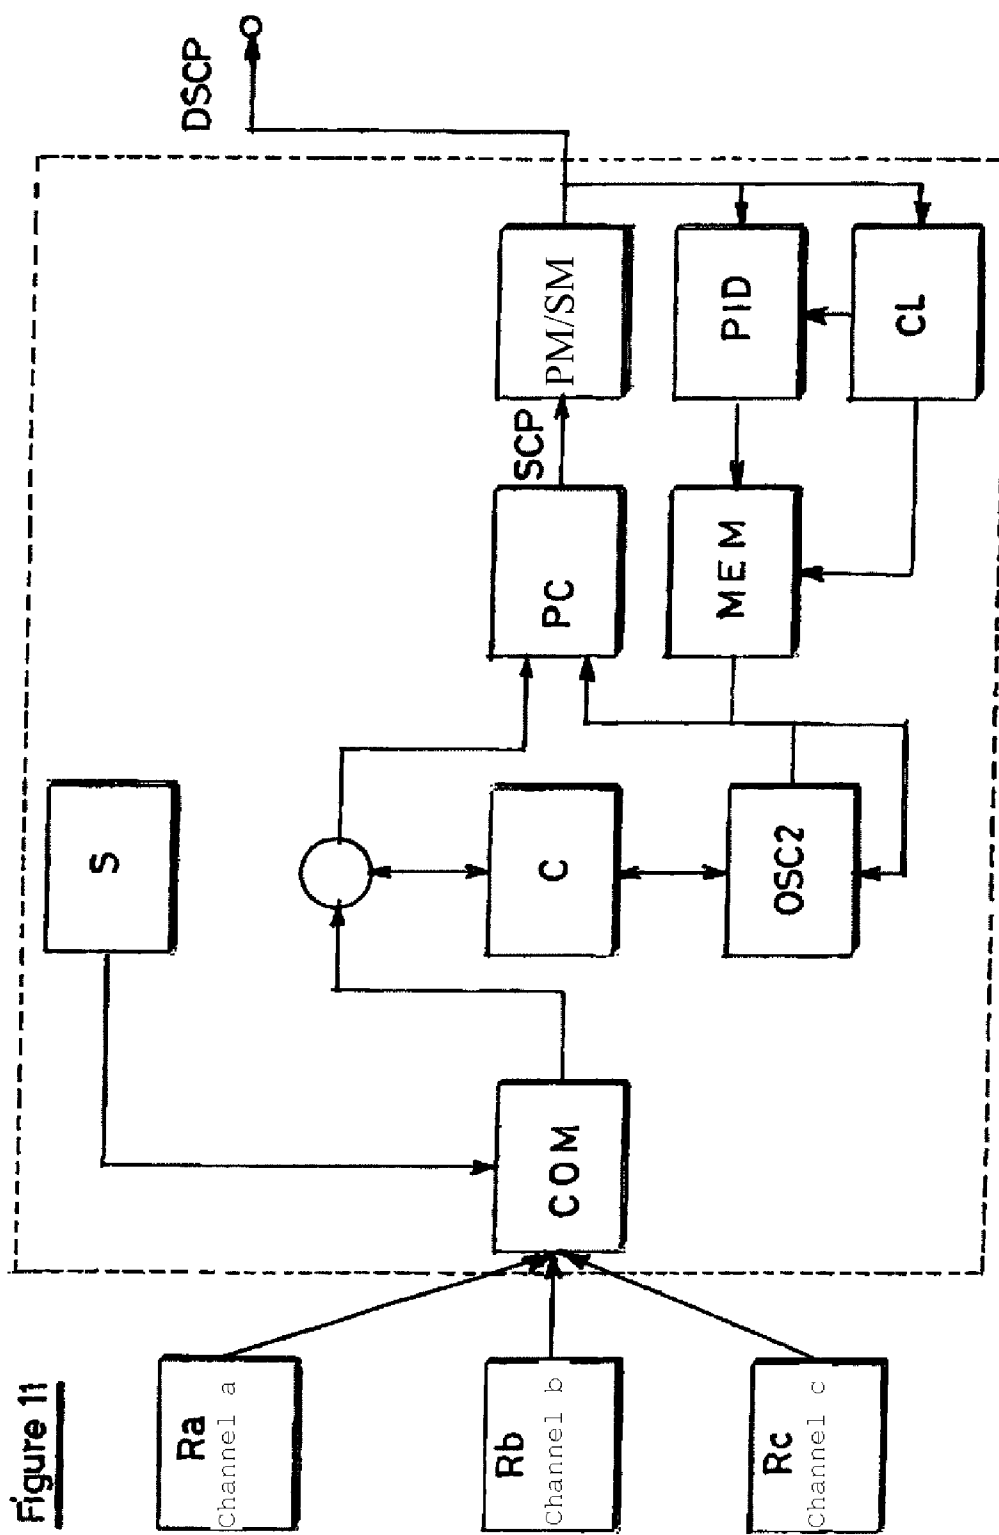 Figure 11
Ra
Channel a
Rb
Channel b
Rc
Channel c
COM
S
C
OSC2
PC
MEM
SCP
PM/SM
PID
CL
DSCP